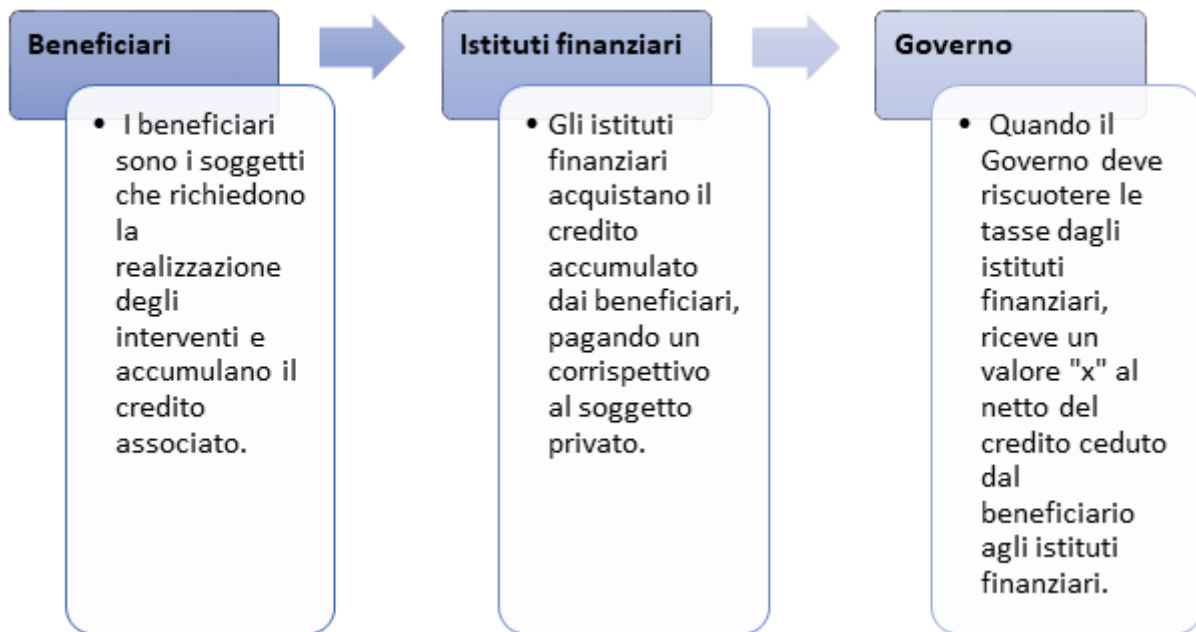 Beneficiari
• I beneficiari
sono i soggetti
che richiedono
la
realizzazione
degli
interventi e
accumulano il
credito
associato.
Istituti finanziari
• Gli istituti
finanziari
acquistano il
credito
accumulato
dai beneficiari,
pagando un
corrispettivo
al soggetto
privato.
Governo
• Quando il
Governo deve
riscuotere le
tasse dagli
istituti
finanziari,
riceve un
valore "x" al
netto del
credito ceduto
dal
beneficiario
agli istituti
finanziari.